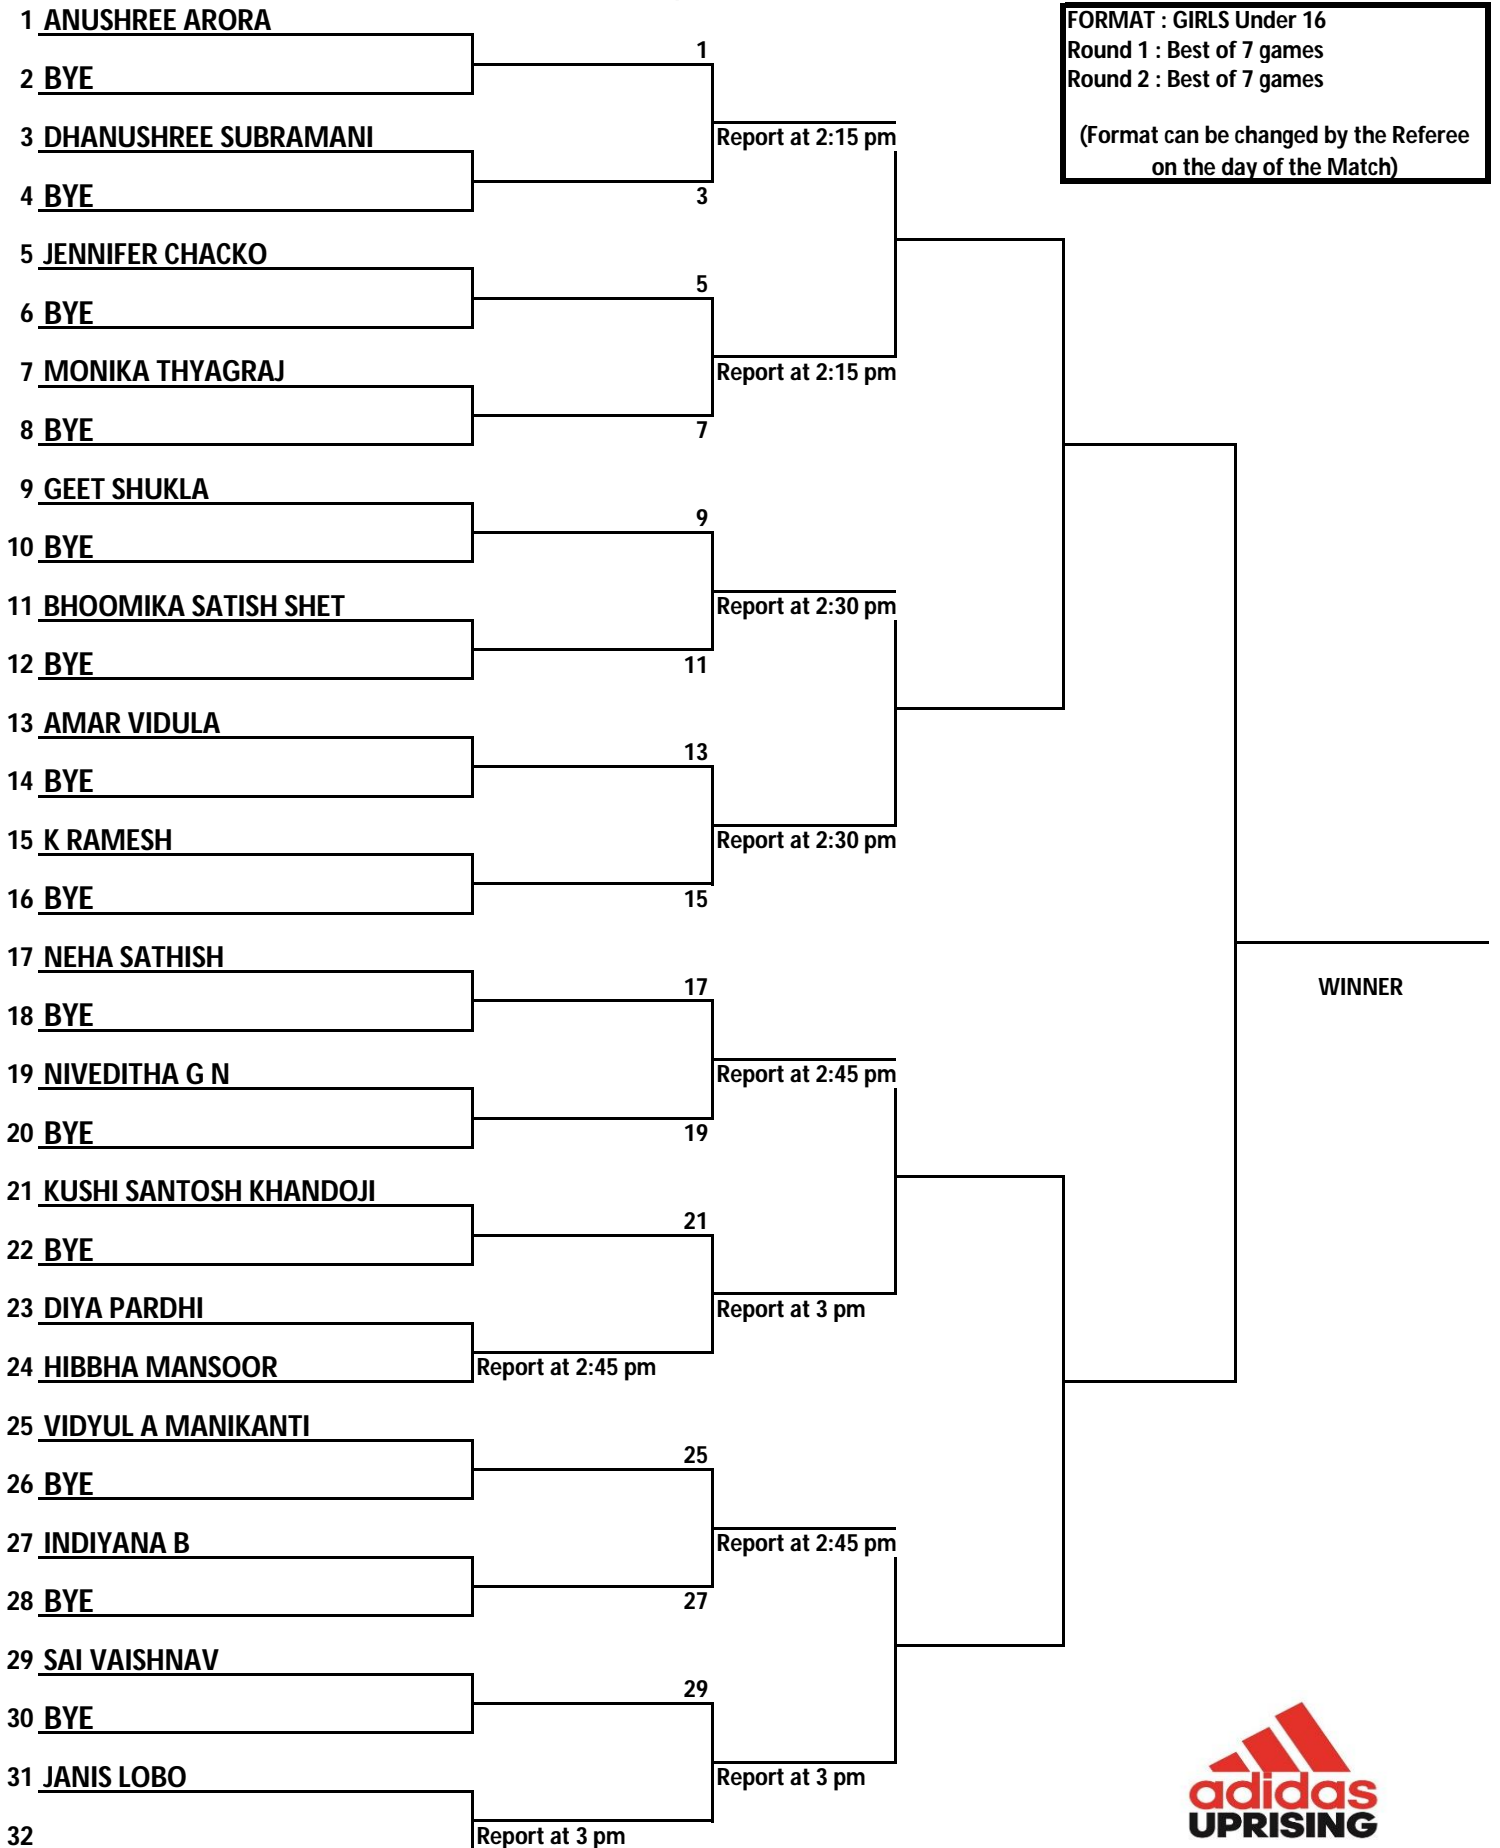 1 ANUSHREE ARORA
FORMAT : GIRLS Under 16
1
Round 1 : Best of 7 games
2 BYE
Round 2 : Best of 7 games
3 DHANUSHREE SUBRAMANI
Report at 2:15 pm
(Format can be changed by the Referee
on the day of the Match)
4 BYE
3
5 JENNIFER CHACKO
5
6 BYE
7 MONIKA THYAGRAJ
Report at 2:15 pm
8 BYE
7
9 GEET SHUKLA
9
10 BYE
11 BHOOMIKA SATISH SHET
Report at 2:30 pm
12 BYE
11
13 AMAR VIDULA
13
14 BYE
15 K RAMESH
Report at 2:30 pm
16 BYE
15
17 NEHA SATHISH
17
WINNER
18 BYE
19 NIVEDITHA G N
Report at 2:45 pm
20 BYE
19
21 KUSHI SANTOSH KHANDOJI
21
22 BYE
23 DIYA PARDHI
Report at 3 pm
24 HIBBHA MANSOOR
Report at 2:45 pm
25 VIDYUL A MANIKANTI
25
26 BYE
27 INDIYANA B
Report at 2:45 pm
28 BYE
27
29 SAI VAISHNAV
29
30 BYE
31 JANIS LOBO
Report at 3 pm
adidas
UPRISING
32
Report at 3 pm